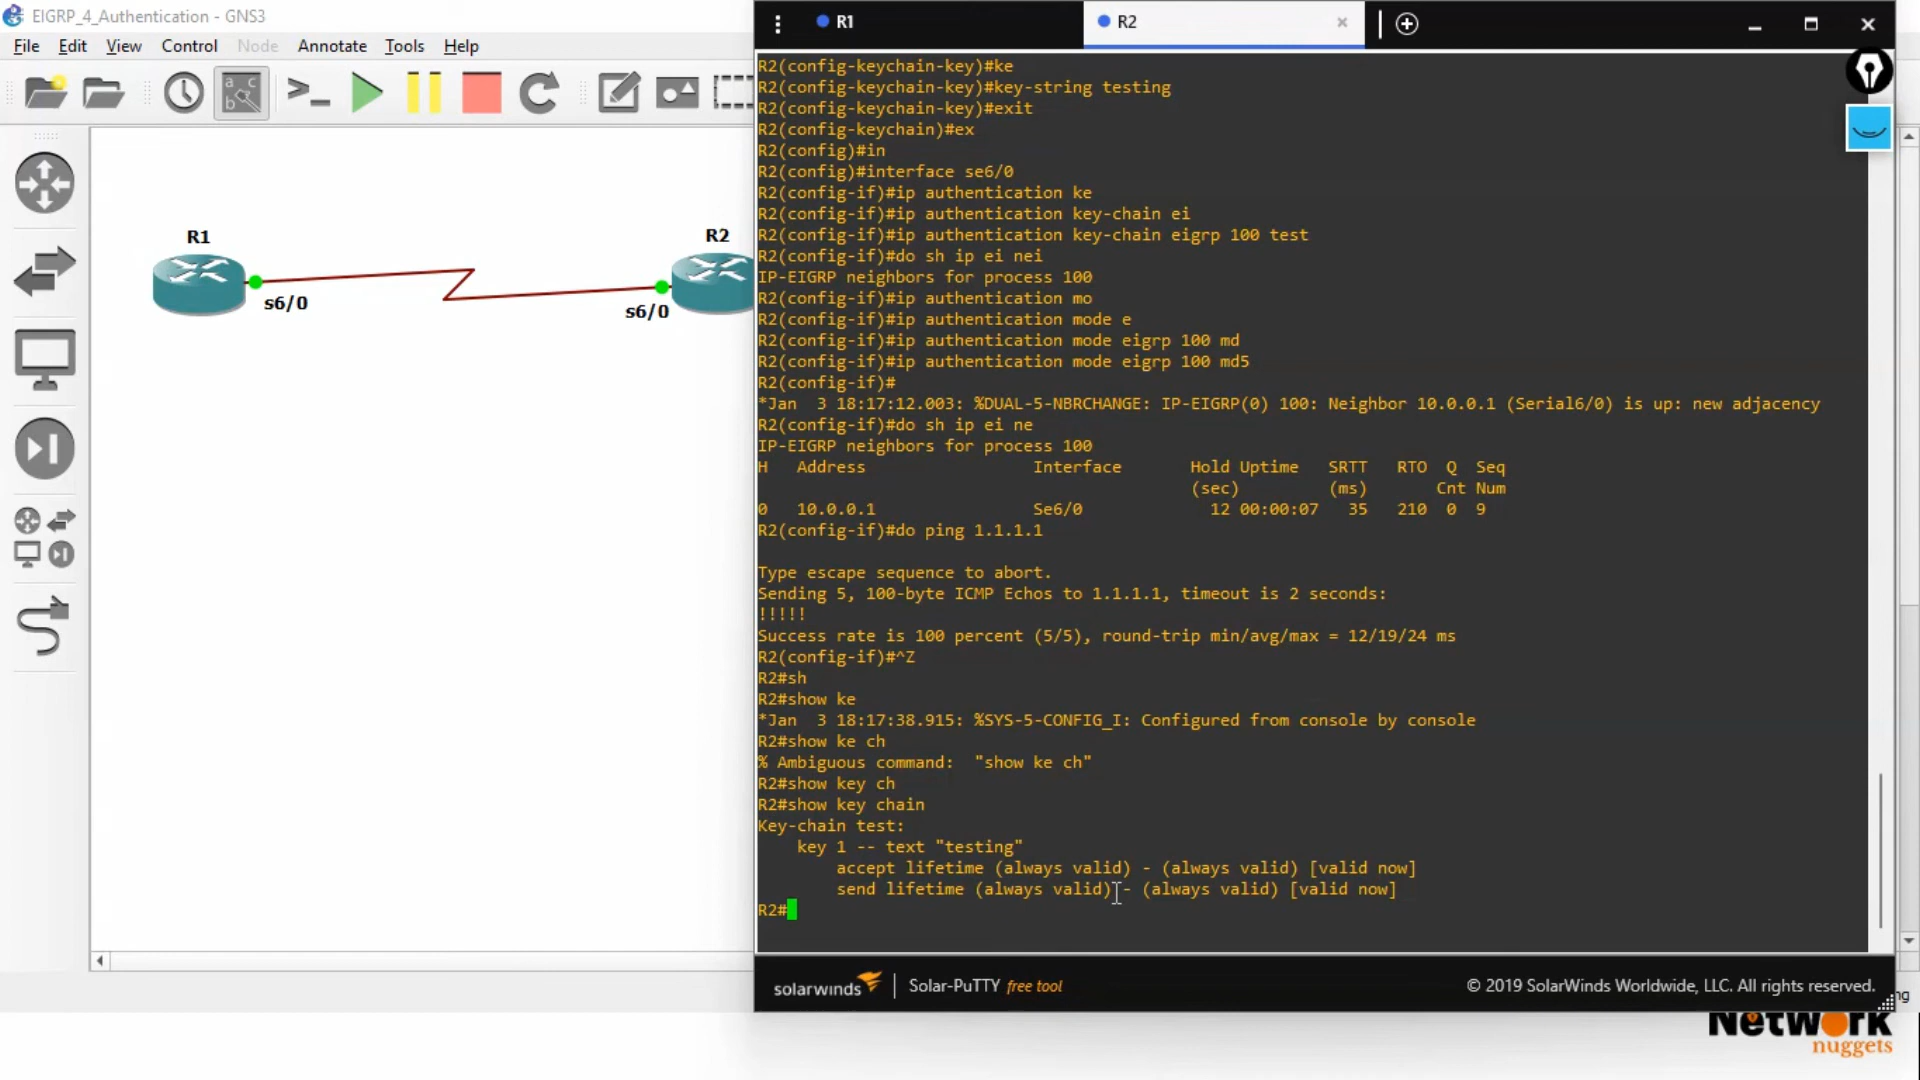 EIGRP_4_Authentication - GNS3
File Edit View Control Node Annotate Tools Help
R1
s6/0
R2
s6/0
R1
R2
R2(config-keychain-key)#ke
R2(config-keychain-key)#key-string testing
R2(config-keychain-key)#exit
R2(config-keychain)#ex
R2(config)#in
R2(config)#interface se6/0
R2(config-if)#ip authentication ke
R2(config-if)#ip authentication key-chain ei
R2(config-if)#ip authentication key-chain eigrp 100 test
R2(config-if)#do sh ip ei nei
IP-EIGRP neighbors for process 100
R2(config-if)#ip authentication mo
R2(config-if)#ip authentication mode e
R2(config-if)#ip authentication mode eigrp 100 md
R2(config-if)#ip authentication mode eigrp 100 md5
R2(config-if)#
*Jan  3 18:17:12.003: %DUAL-5-NBRCHANGE: IP-EIGRP(0) 100: Neighbor 10.0.0.1 (Serial6/0) is up: new adjacency
R2(config-if)#do sh ip ei ne
IP-EIGRP neighbors for process 100
H   Address                 Interface       Hold Uptime   SRTT   RTO  Q  Seq
(sec)         (ms)       Cnt Num
0   10.0.0.1                Se6/0             12 00:00:07   35   210  0  9
R2(config-if)#do ping 1.1.1.1
Type escape sequence to abort.
Sending 5, 100-byte ICMP Echos to 1.1.1.1, timeout is 2 seconds:
!!!!!
Success rate is 100 percent (5/5), round-trip min/avg/max = 12/19/24 ms
R2(config-if)#^Z
R2#sh
R2#show ke
*Jan  3 18:17:38.915: %SYS-5-CONFIG_I: Configured from console by console
R2#show ke ch
% Ambiguous command:  "show ke ch"
R2#show key ch
R2#show key chain
Key-chain test:
key 1 -- text "testing"
accept lifetime (always valid) - (always valid) [valid now]
send lifetime (always valid) - (always valid) [valid now]
R2#
solarwinds | Solar-PuTTY free tool
© 2019 SolarWinds Worldwide, LLC. All rights reserved.
ng
Network
nuggets